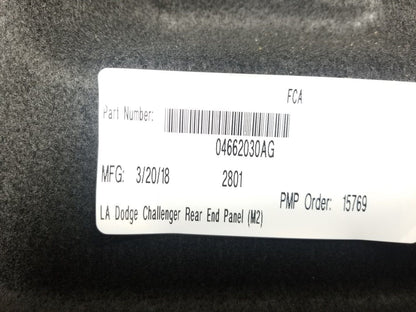 FCA
Part Number:
04662030AG
MFG: 3/20/18 2801
PMP Order: 15769
LA Dodge Challenger Rear End Panel (M2)